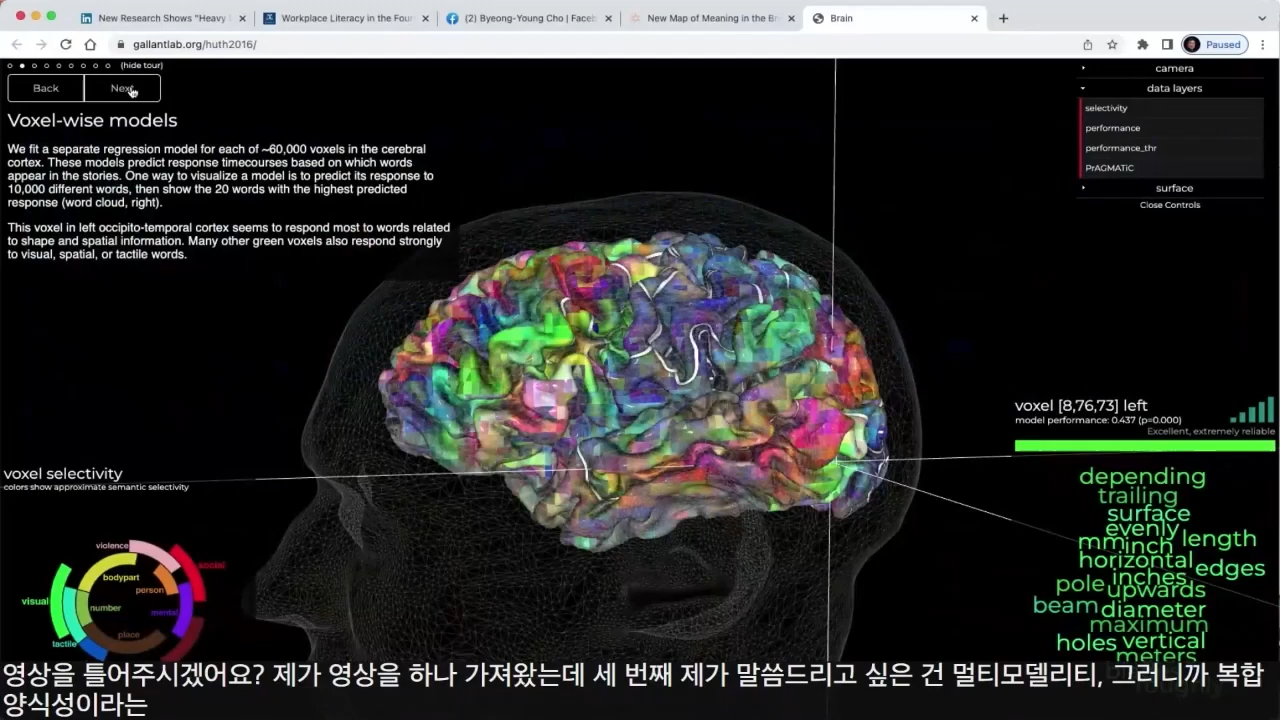 New Research Shows "Heavy
Workplace Literacy in the Four
(2) Byeong-Young Cho | Faceb
New Map of Meaning in the Br
Brain
gallantlab.org/huth2016/
Paused
(hide tour)
Back
Next
Voxel-wise models
We fit a separate regression model for each of ~60,000 voxels in the cerebral
cortex. These models predict response timecourses based on which words
appear in the stories. One way to visualize a model is to predict its response to
10,000 different words, then show the 20 words with the highest predicted
response (word cloud, right).
This voxel in left occipito-temporal cortex seems to respond most to words related
to shape and spatial information. Many other green voxels also respond strongly
to visual, spatial, or tactile words.
camera
data layers
selectivity
performance
performance_thr
PrAGMATiC
surface
Close Controls
voxel [8,76,73] left
model performance: 0.437 (p=0.000)
Excellent, extremely reliable
depending
trailing
surface
evenly
mm inch length
horizontal
edges
inches
pole upwards
beam diameter
maximum
holes vertical
meters
voxel selectivity
colors show approximate semantic selectivity
violence
social
bodypart
person
visual
number
mental
place
tactile
영상을 틀어주시겠어요? 제가 영상을 하나 가져왔는데 세 번째 제가 말씀드리고 싶은 건 멀티모델리티, 그러니까 복합
양식성이라는